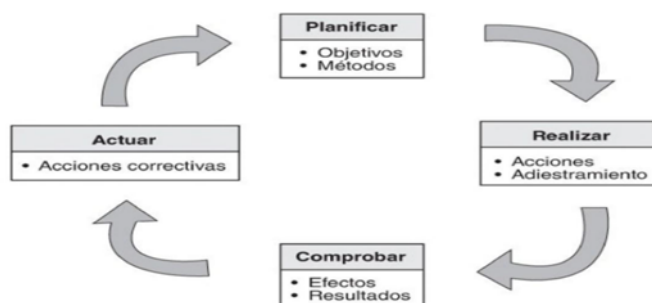 Planificar
• Objetivos
• Métodos
Realizar
• Acciones
• Adiestramiento
Comprobar
• Efectos
• Resultados
Actuar
• Acciones correctivas